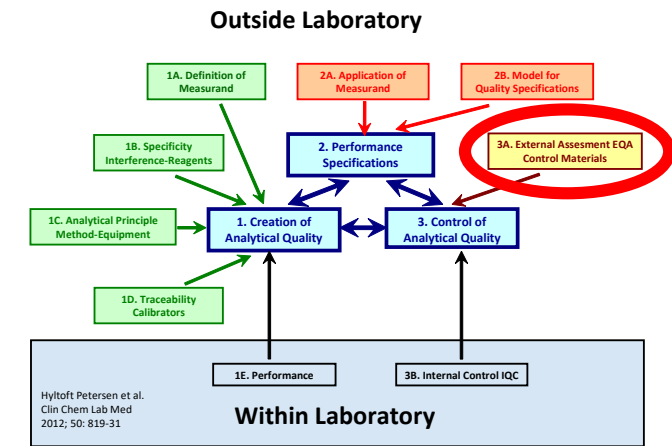 Outside Laboratory
1A. Definition of
Measurand
2A. Application of
Measurand
2B. Model for
Quality Specifications
1B. Specificity
Interference-Reagents
2. Performance
Specifications
3A. External Assesment EQA
Control Materials
1C. Analytical Principle
Method-Equipment
1. Creation of
Analytical Quality
3. Control of
Analytical Quality
1D. Traceability
Calibrators
1E. Performance
3B. Internal Control IQC
Hyltoft Petersen et al.
Clin Chem Lab Med
2012; 50: 819-31
Within Laboratory